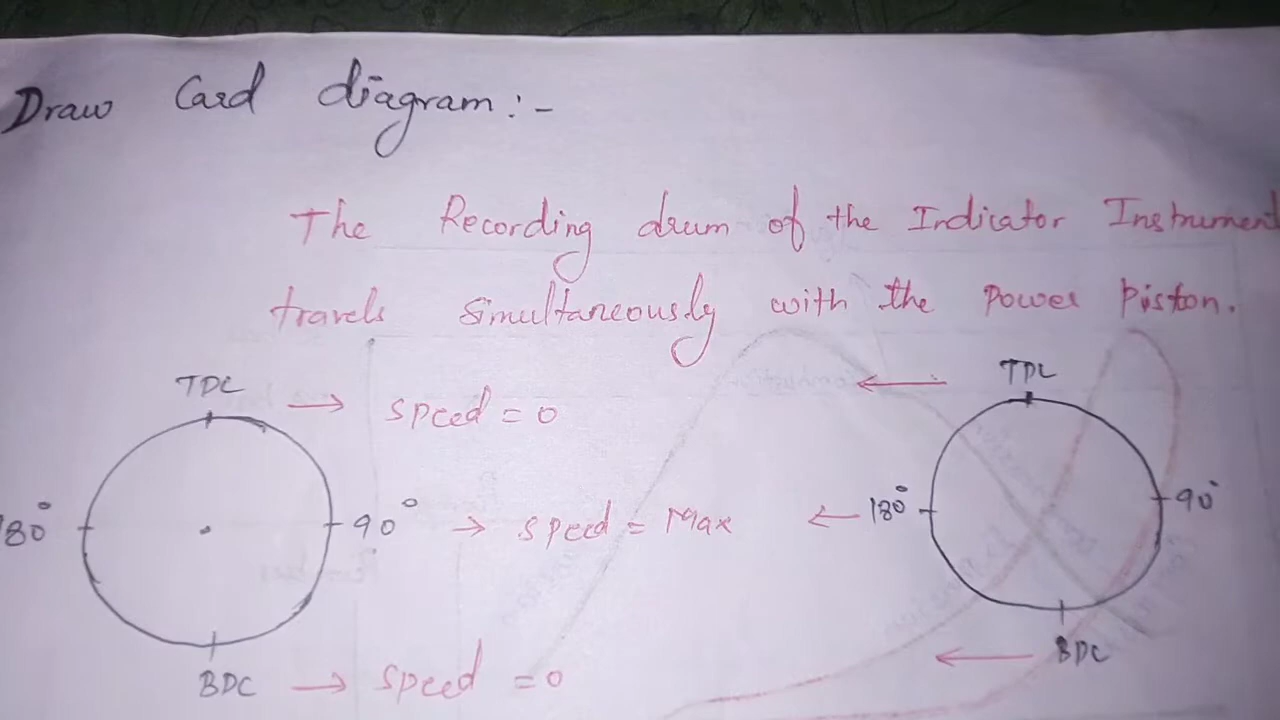 Draw Card diagram:-
The Recording drum of the Indicator Instrument
travels simultaneously with the power piston.
TDC → speed = 0 ← TDC
180° 90° → speed = Max ← 180° 90°
BDC → speed = 0 ← BDC